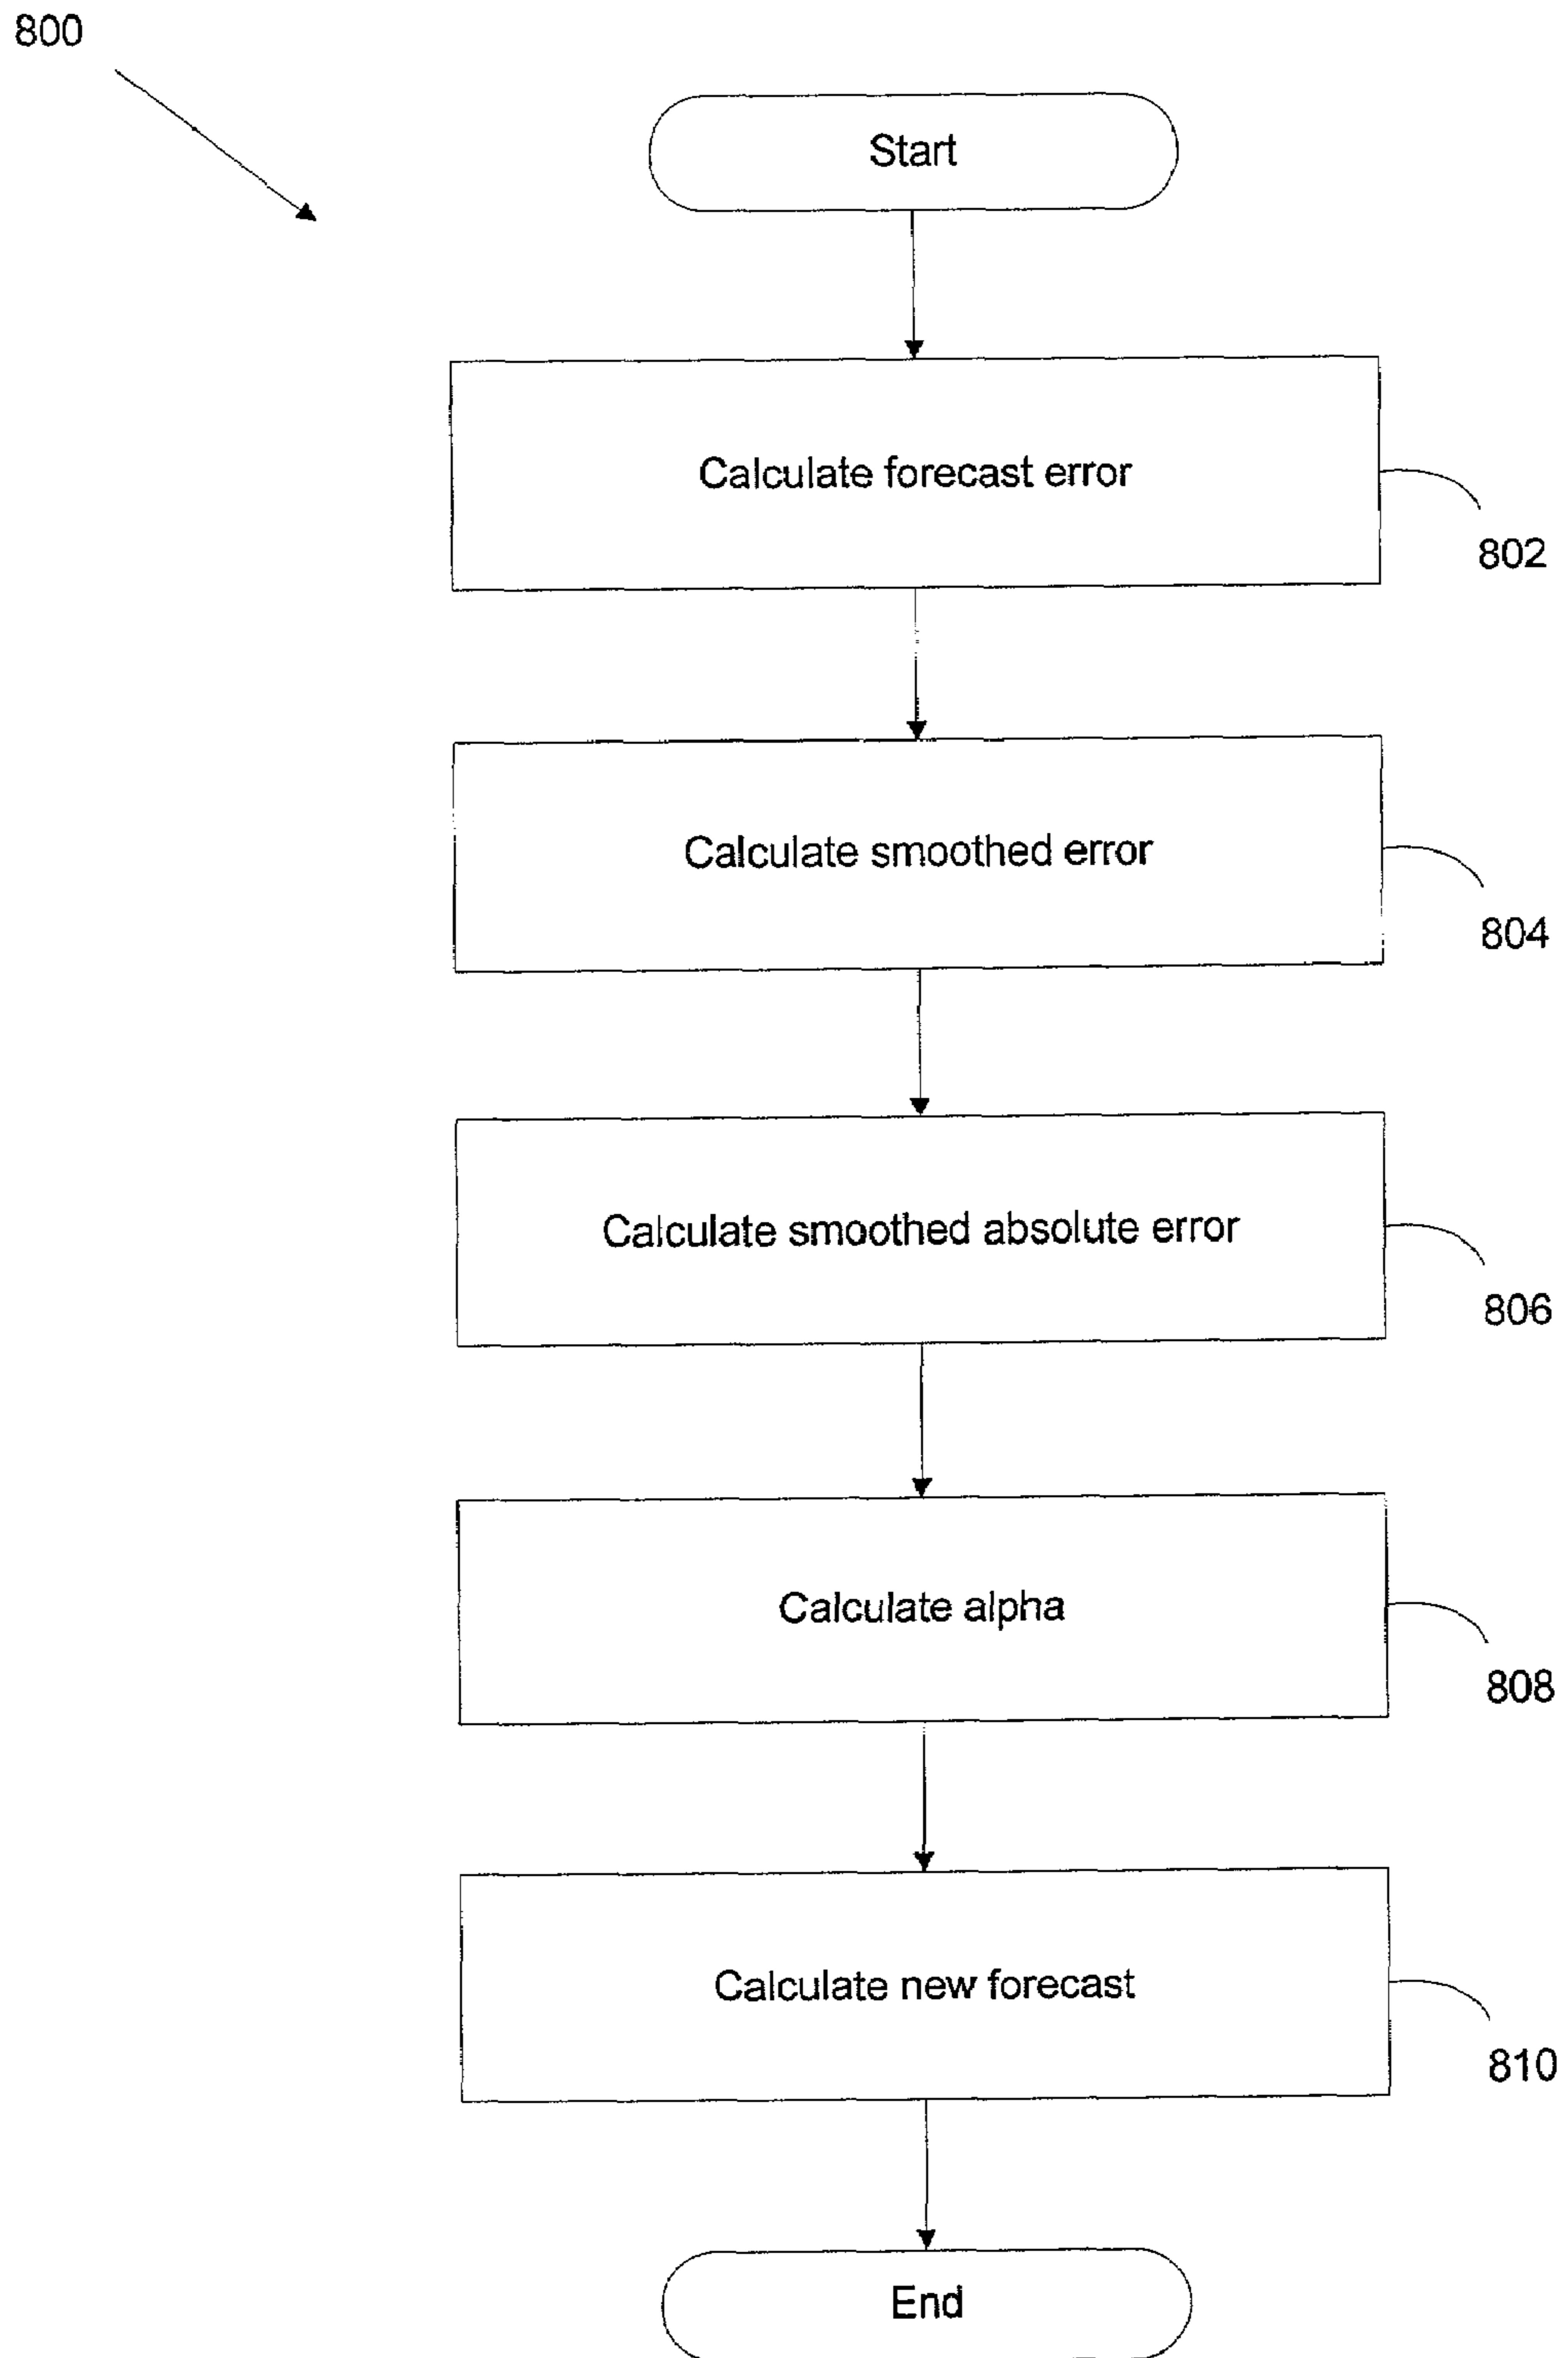 800
Start
Calculate forecast error
802
Calculate smoothed error
804
Calculate smoothed absolute error
806
Calculate alpha
808
Calculate new forecast
810
End